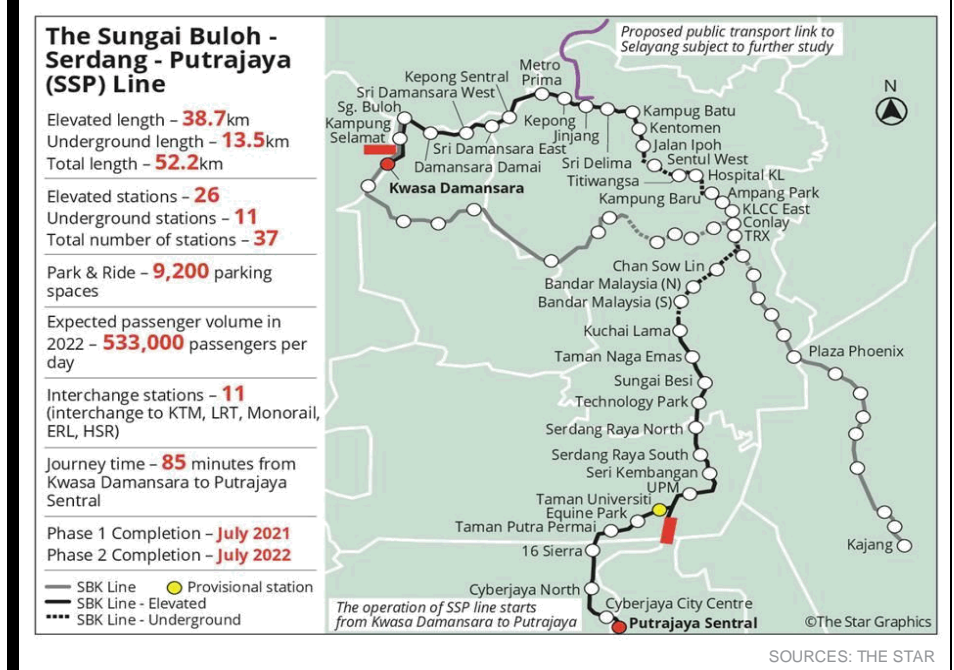 The Sungai Buloh -
Serdang - Putrajaya
(SSP) Line
Elevated length – 38.7km
Underground length – 13.5km
Total length – 52.2km
Elevated stations – 26
Underground stations – 11
Total number of stations – 37
Park & Ride – 9,200 parking
spaces
Expected passenger volume in
2022 – 533,000 passengers per
day
Interchange stations – 11
(interchange to KTM, LRT, Monorail,
ERL, HSR)
Journey time – 85 minutes from
Kwasa Damansara to Putrajaya
Sentral
Phase 1 Completion – July 2021
Phase 2 Completion – July 2022
SBK Line
Provisional station
SBK Line - Elevated
SBK Line - Underground
Proposed public transport link to
Selayang subject to further study
N
Metro
Prima
Kepong Sentral
Sri Damansara West
Sg. Buloh
Kampung
Selamat
Kwasa Damansara
Damansara Damai
Sri Damansara East
Kepong
Jinjang
Sri Delima
Kampug Batu
Kentomen
Jalan Ipoh
Sentul West
Titiwangsa
Hospital KL
Kampung Baru
Ampang Park
KLCC East
Conlay
TRX
Chan Sow Lin
Bandar Malaysia (N)
Bandar Malaysia (S)
Kuchai Lama
Taman Naga Emas
Sungai Besi
Technology Park
Serdang Raya North
Serdang Raya South
Seri Kembangan
UPM
Taman Universiti
Equine Park
Taman Putra Permai
16 Sierra
Cyberjaya North
Cyberjaya City Centre
Putrajaya Sentral
Plaza Phoenix
Kajang
The operation of SSP line starts
from Kwasa Damansara to Putrajaya
©The Star Graphics
SOURCES: THE STAR